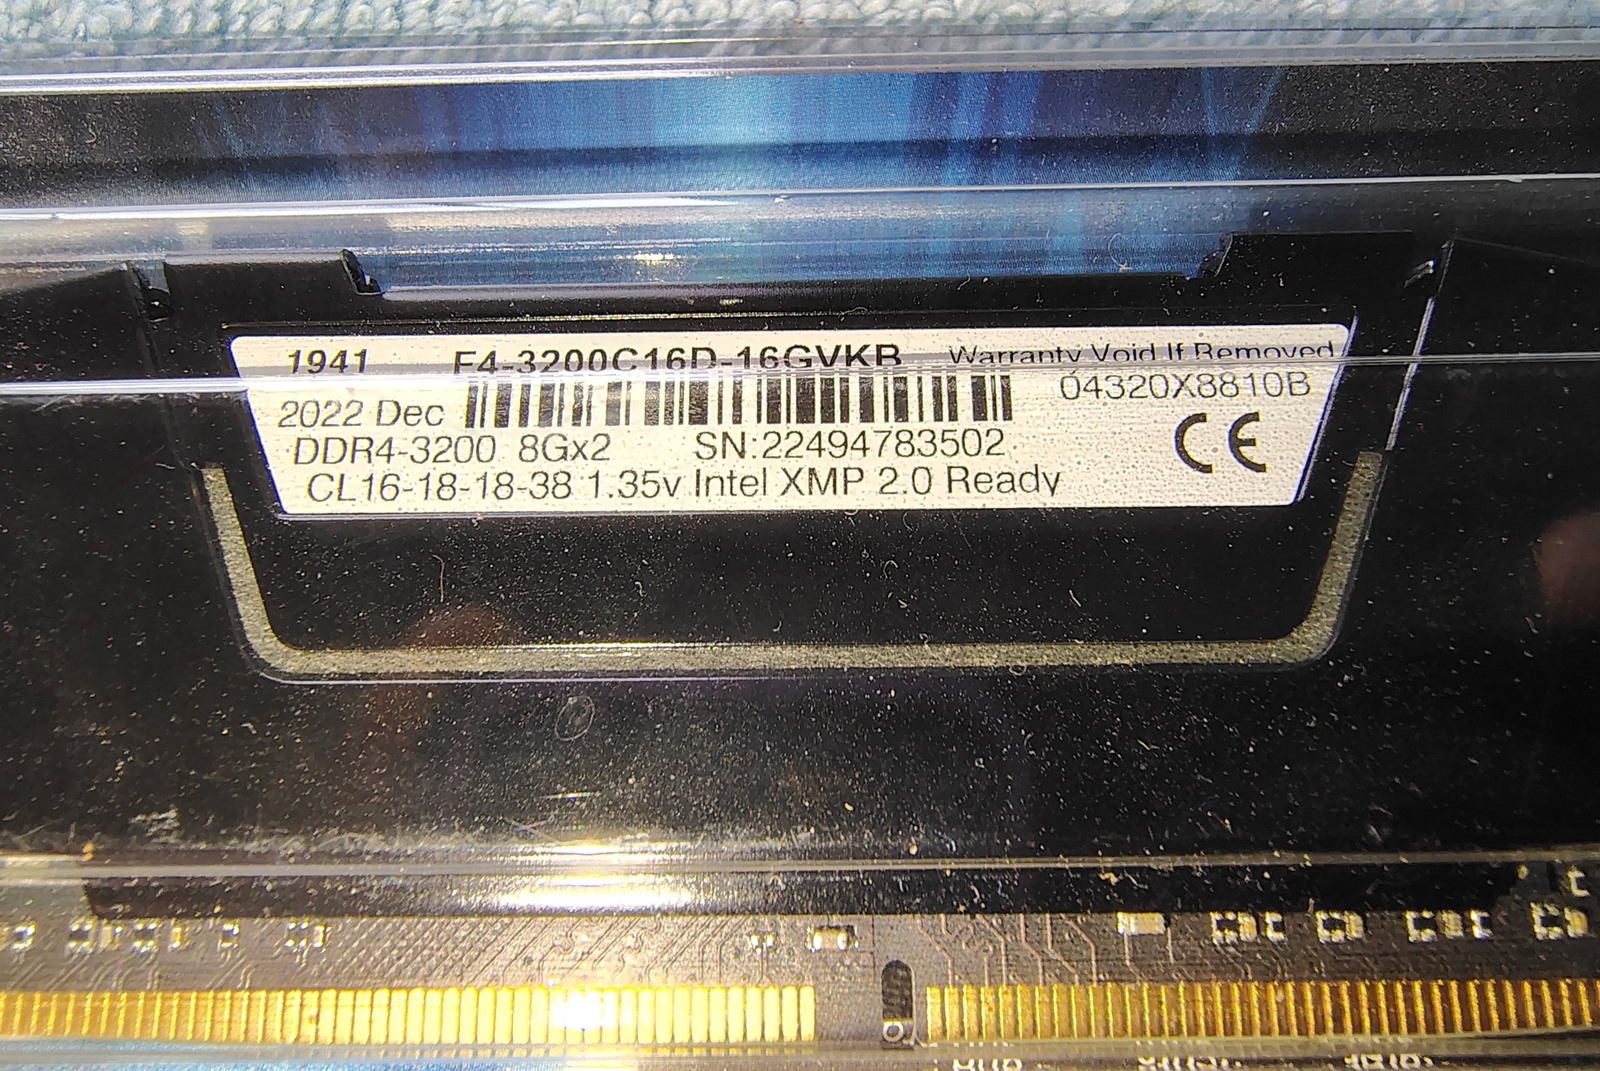 1941 F4-3200C16D-16GVKB Warranty Void If Removed
04320X8810B
2022 Dec
DDR4-3200 8Gx2 SN:22494783502
CL16-18-18-38 1.35v Intel XMP 2.0 Ready
CE